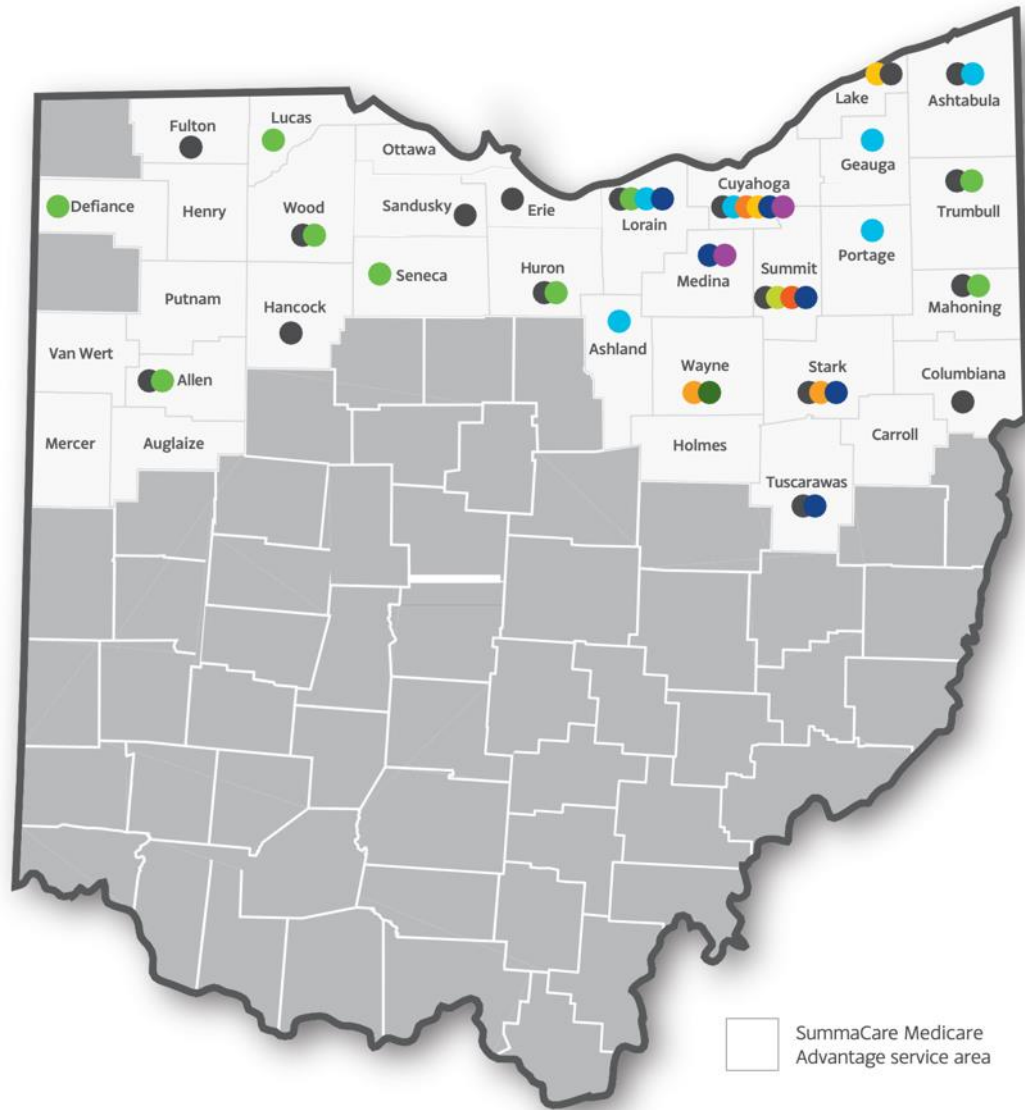 Lake
Ashtabula
Fulton
Lucas
Ottawa
Geauga
Defiance
Henry
Wood
Sandusky
Erie
Lorain
Cuyahoga
Trumbull
Seneca
Huron
Medina
Summit
Portage
Putnam
Hancock
Mahoning
Van Wert
Allen
Ashland
Wayne
Stark
Columbiana
Mercer
Auglaize
Holmes
Carroll
Tuscarawas
SummaCare Medicare
Advantage service area